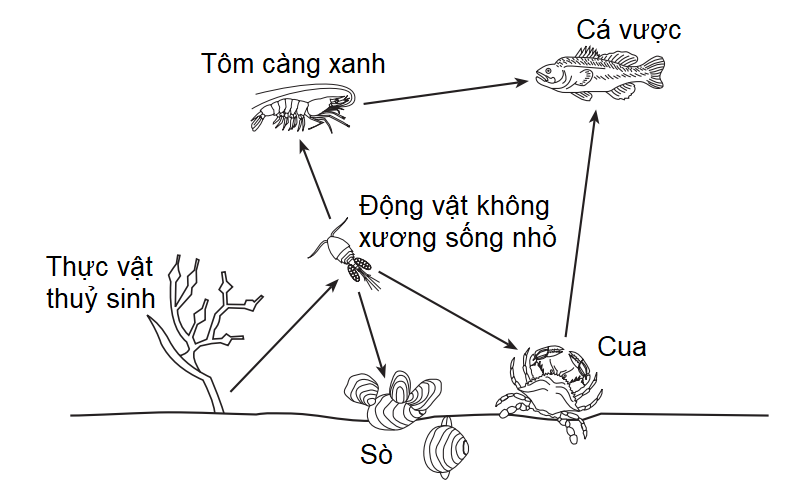 Cá vược
Tôm càng xanh
Động vật không
xương sống nhỏ
Thực vật
thuỷ sinh
Cua
Sò